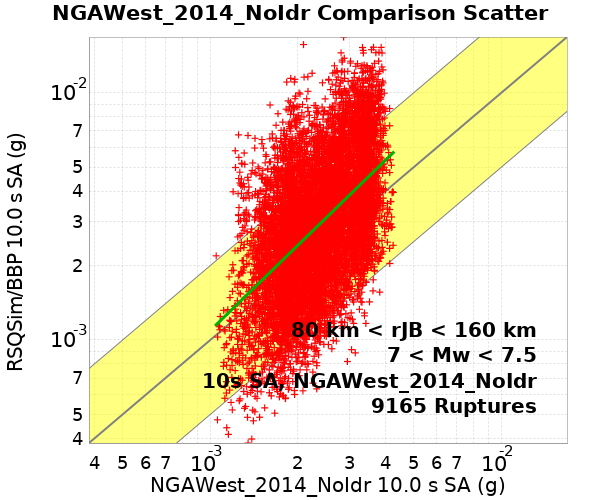 NGAWest_2014_NoIdr Comparison Scatter
RSQSim/BBP 10.0 s SA (g)
10-2
7
5
4
3
2
10-3
7
5
4
80 km < rJB < 160 km
7 < Mw < 7.5
10s SA, NGAWest_2014_NoIdr
9165 Ruptures
4 5 6 7 10-3 2 3 4 5 6 7 10-2
NGAWest_2014_NoIdr 10.0 s SA (g)